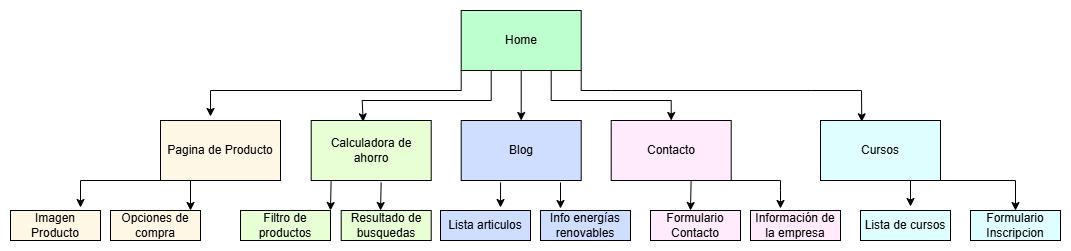 Home
Pagina de Producto
Calculadora de
ahorro
Blog
Contacto
Cursos
Imagen
Producto
Opciones de
compra
Filtro de
productos
Resultado de
busquedas
Lista articulos
Info energías
renovables
Formulario
Contacto
Información de
la empresa
Lista de cursos
Formulario
Inscripcion